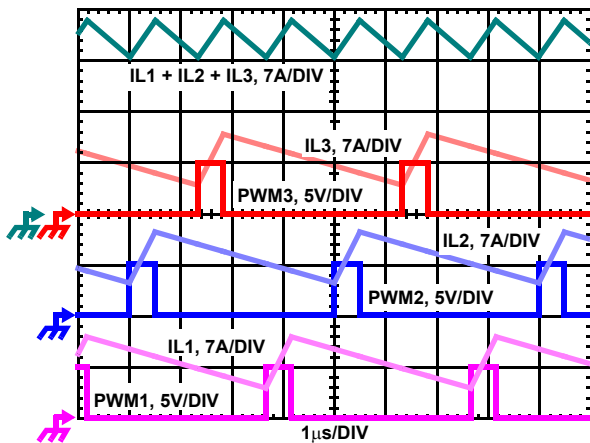 IL1 + IL2 + IL3, 7A/DIV
IL3, 7A/DIV
PWM3, 5V/DIV
IL2, 7A/DIV
PWM2, 5V/DIV
IL1, 7A/DIV
PWM1, 5V/DIV
1μs/DIV